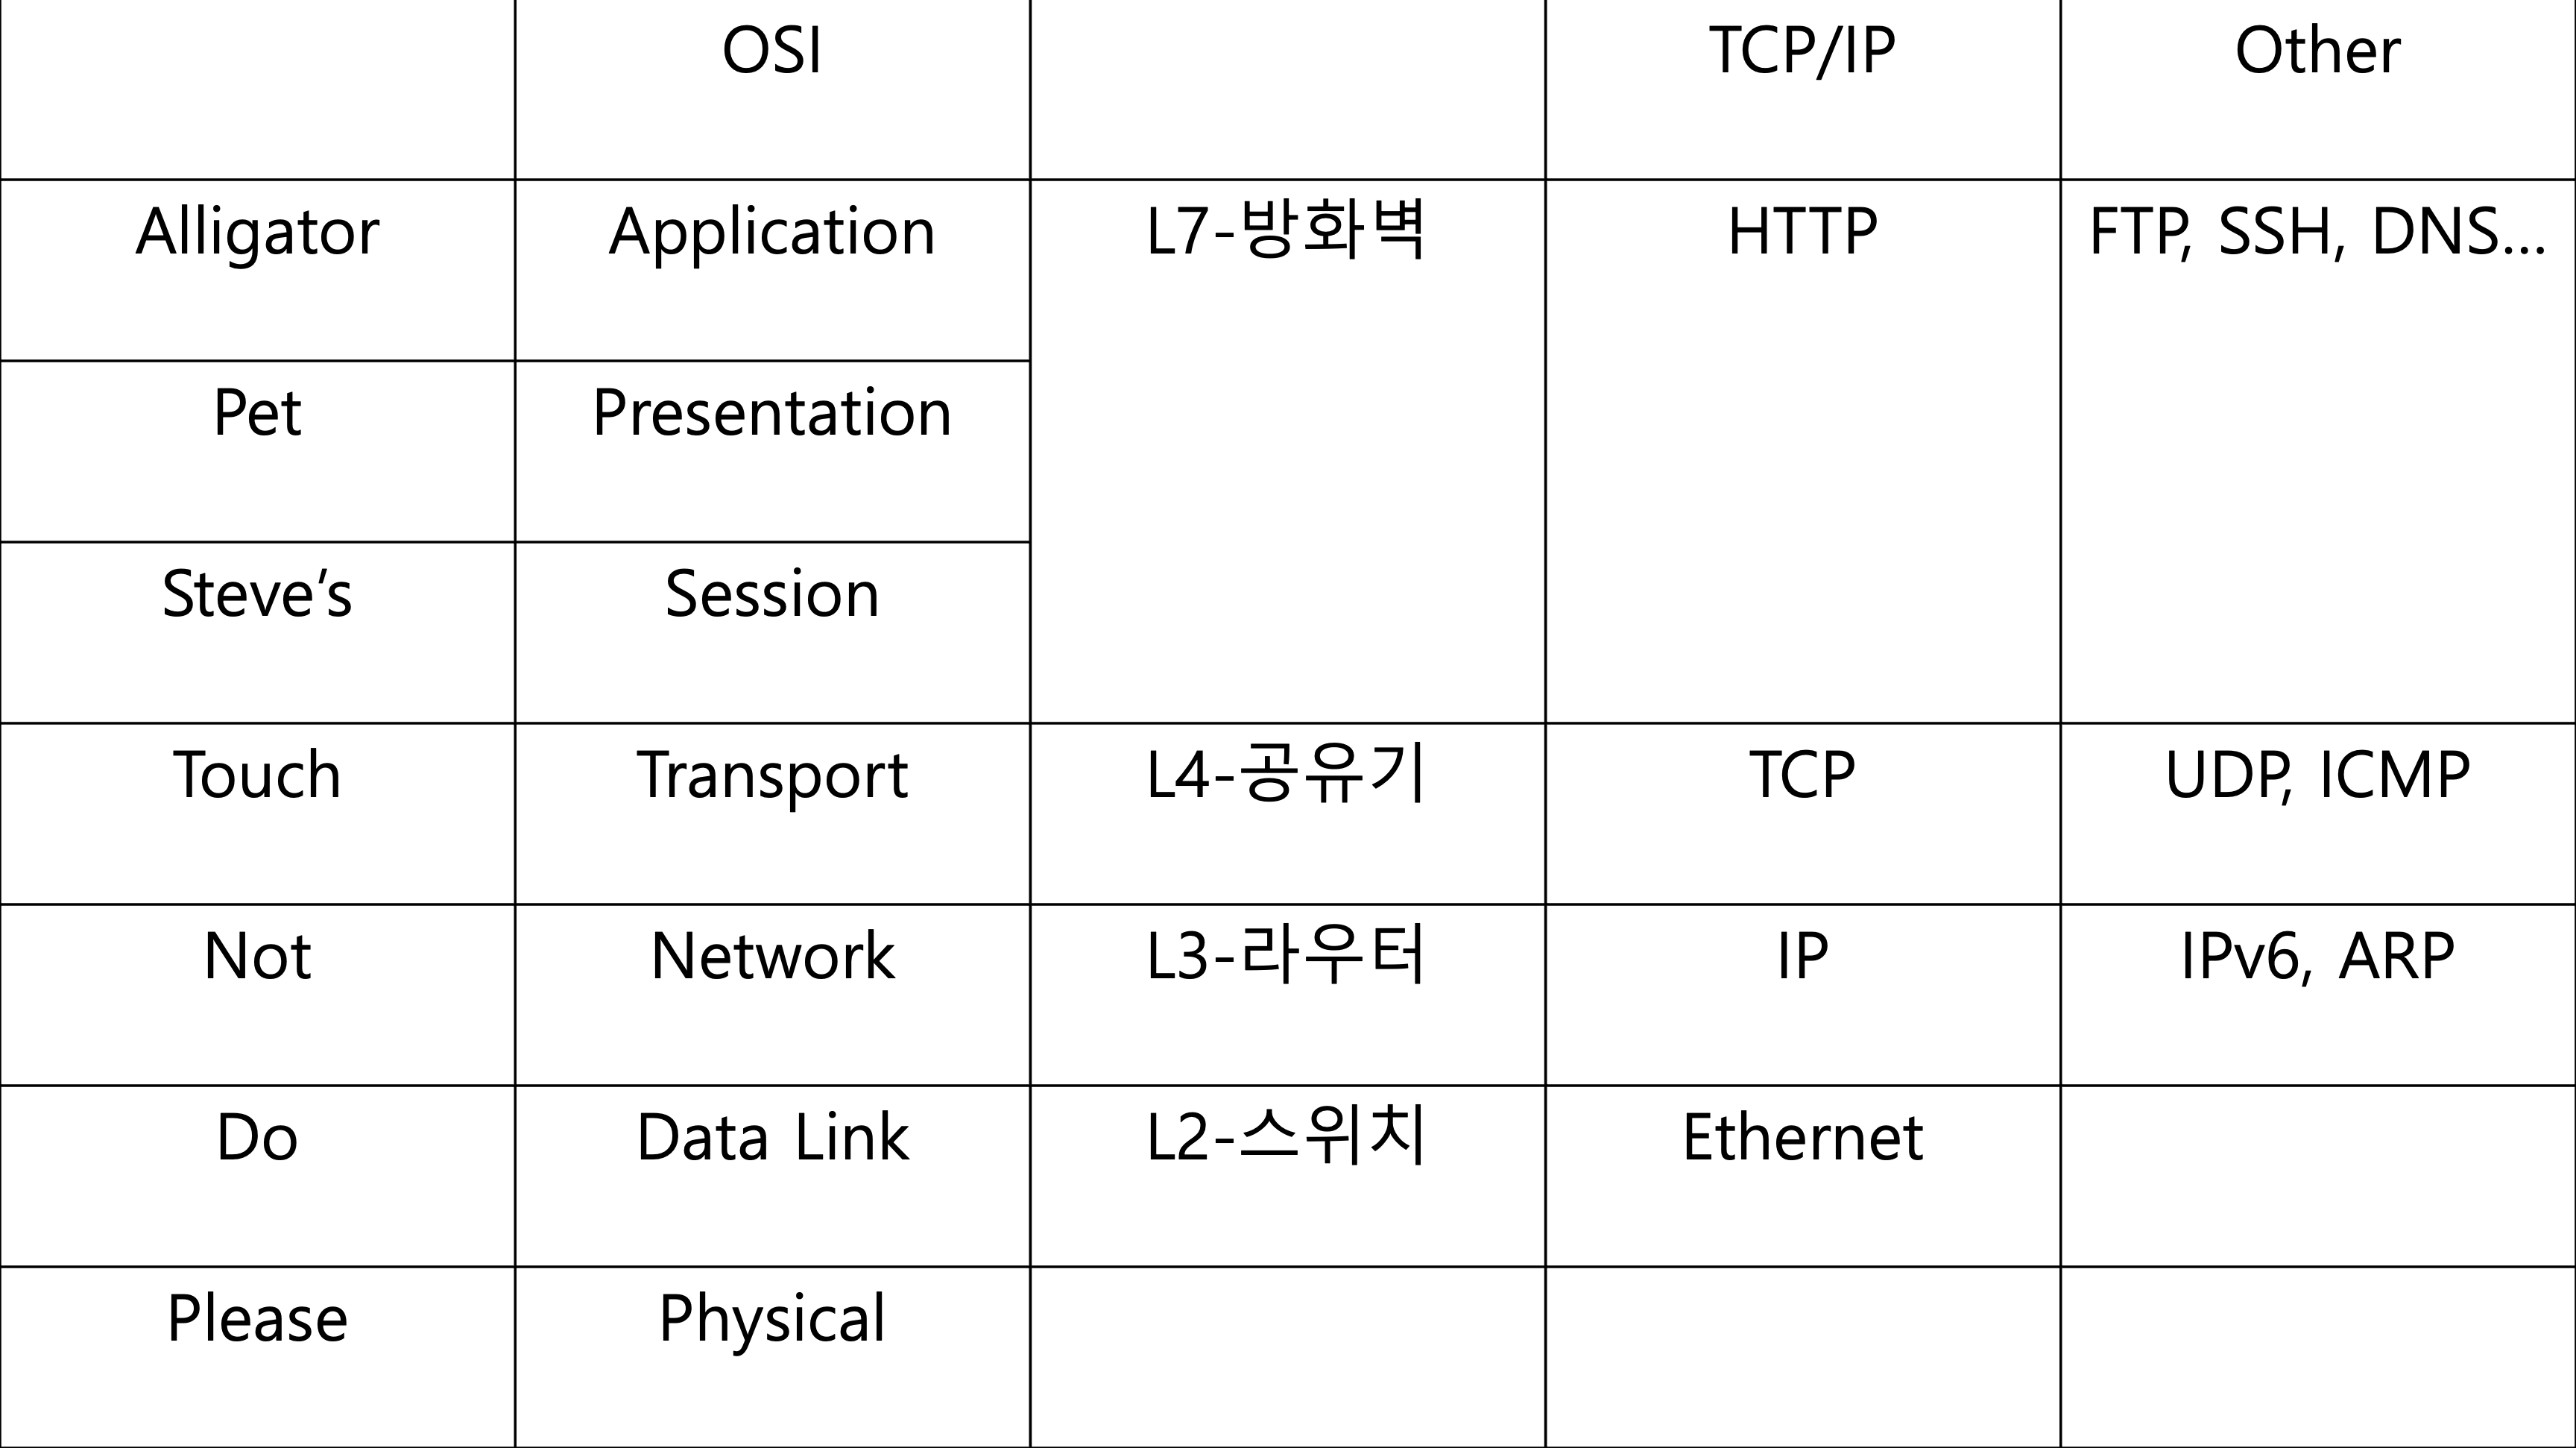 OSI TCP/IP Other
Alligator Application L7-방화벽 HTTP FTP, SSH, DNS...
Pet Presentation
Steve’s Session
Touch Transport L4-공유기 TCP UDP, ICMP
Not Network L3-라우터 IP IPv6, ARP
Do Data Link L2-스위치 Ethernet
Please Physical